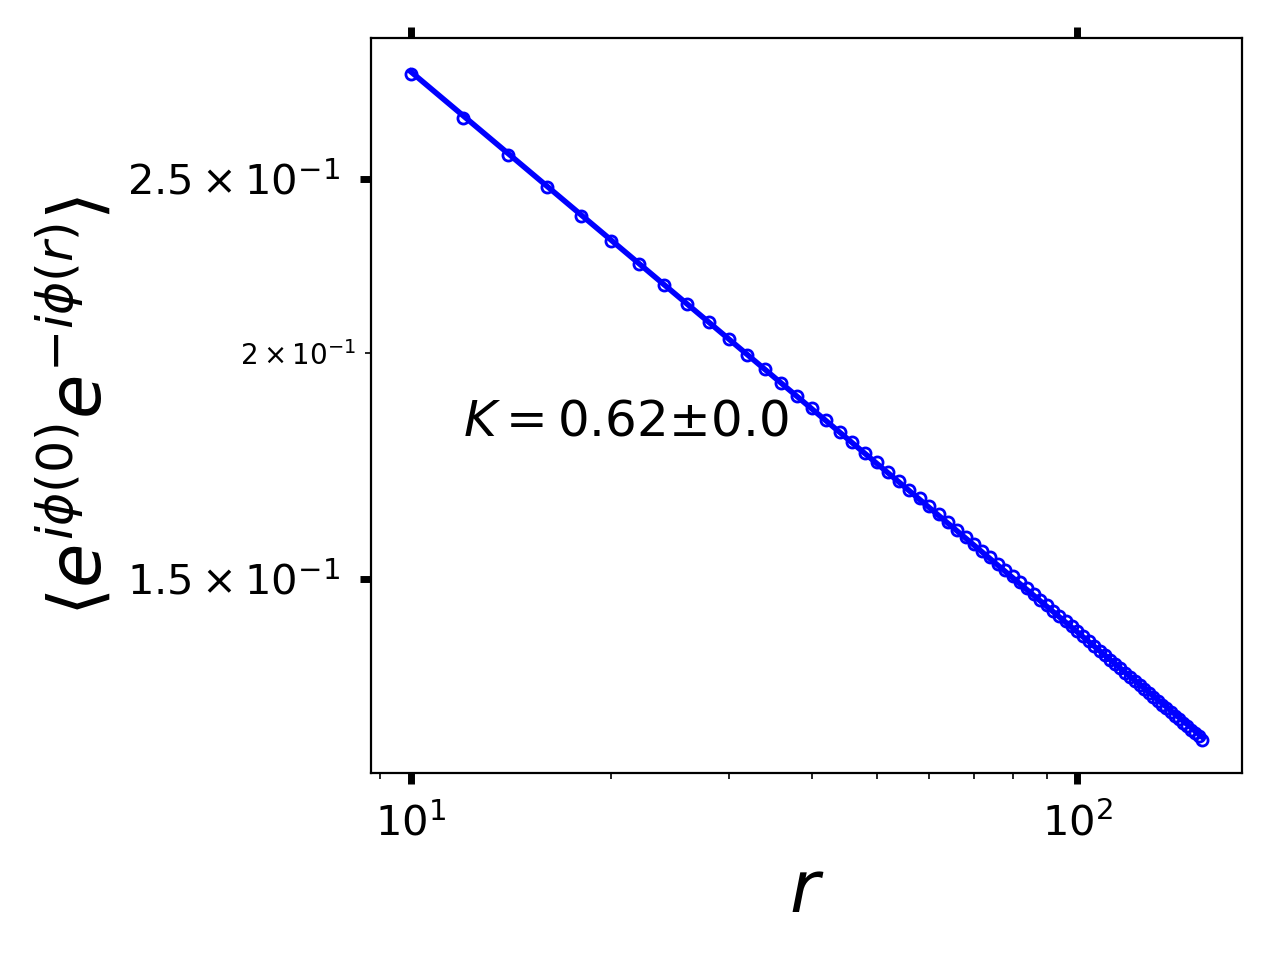 ⟨e^{iϕ(0)}e^{−iϕ(r)}⟩
2.5 × 10⁻¹
2 × 10⁻¹
K = 0.62±0.0
1.5 × 10⁻¹
10¹ 10²
r